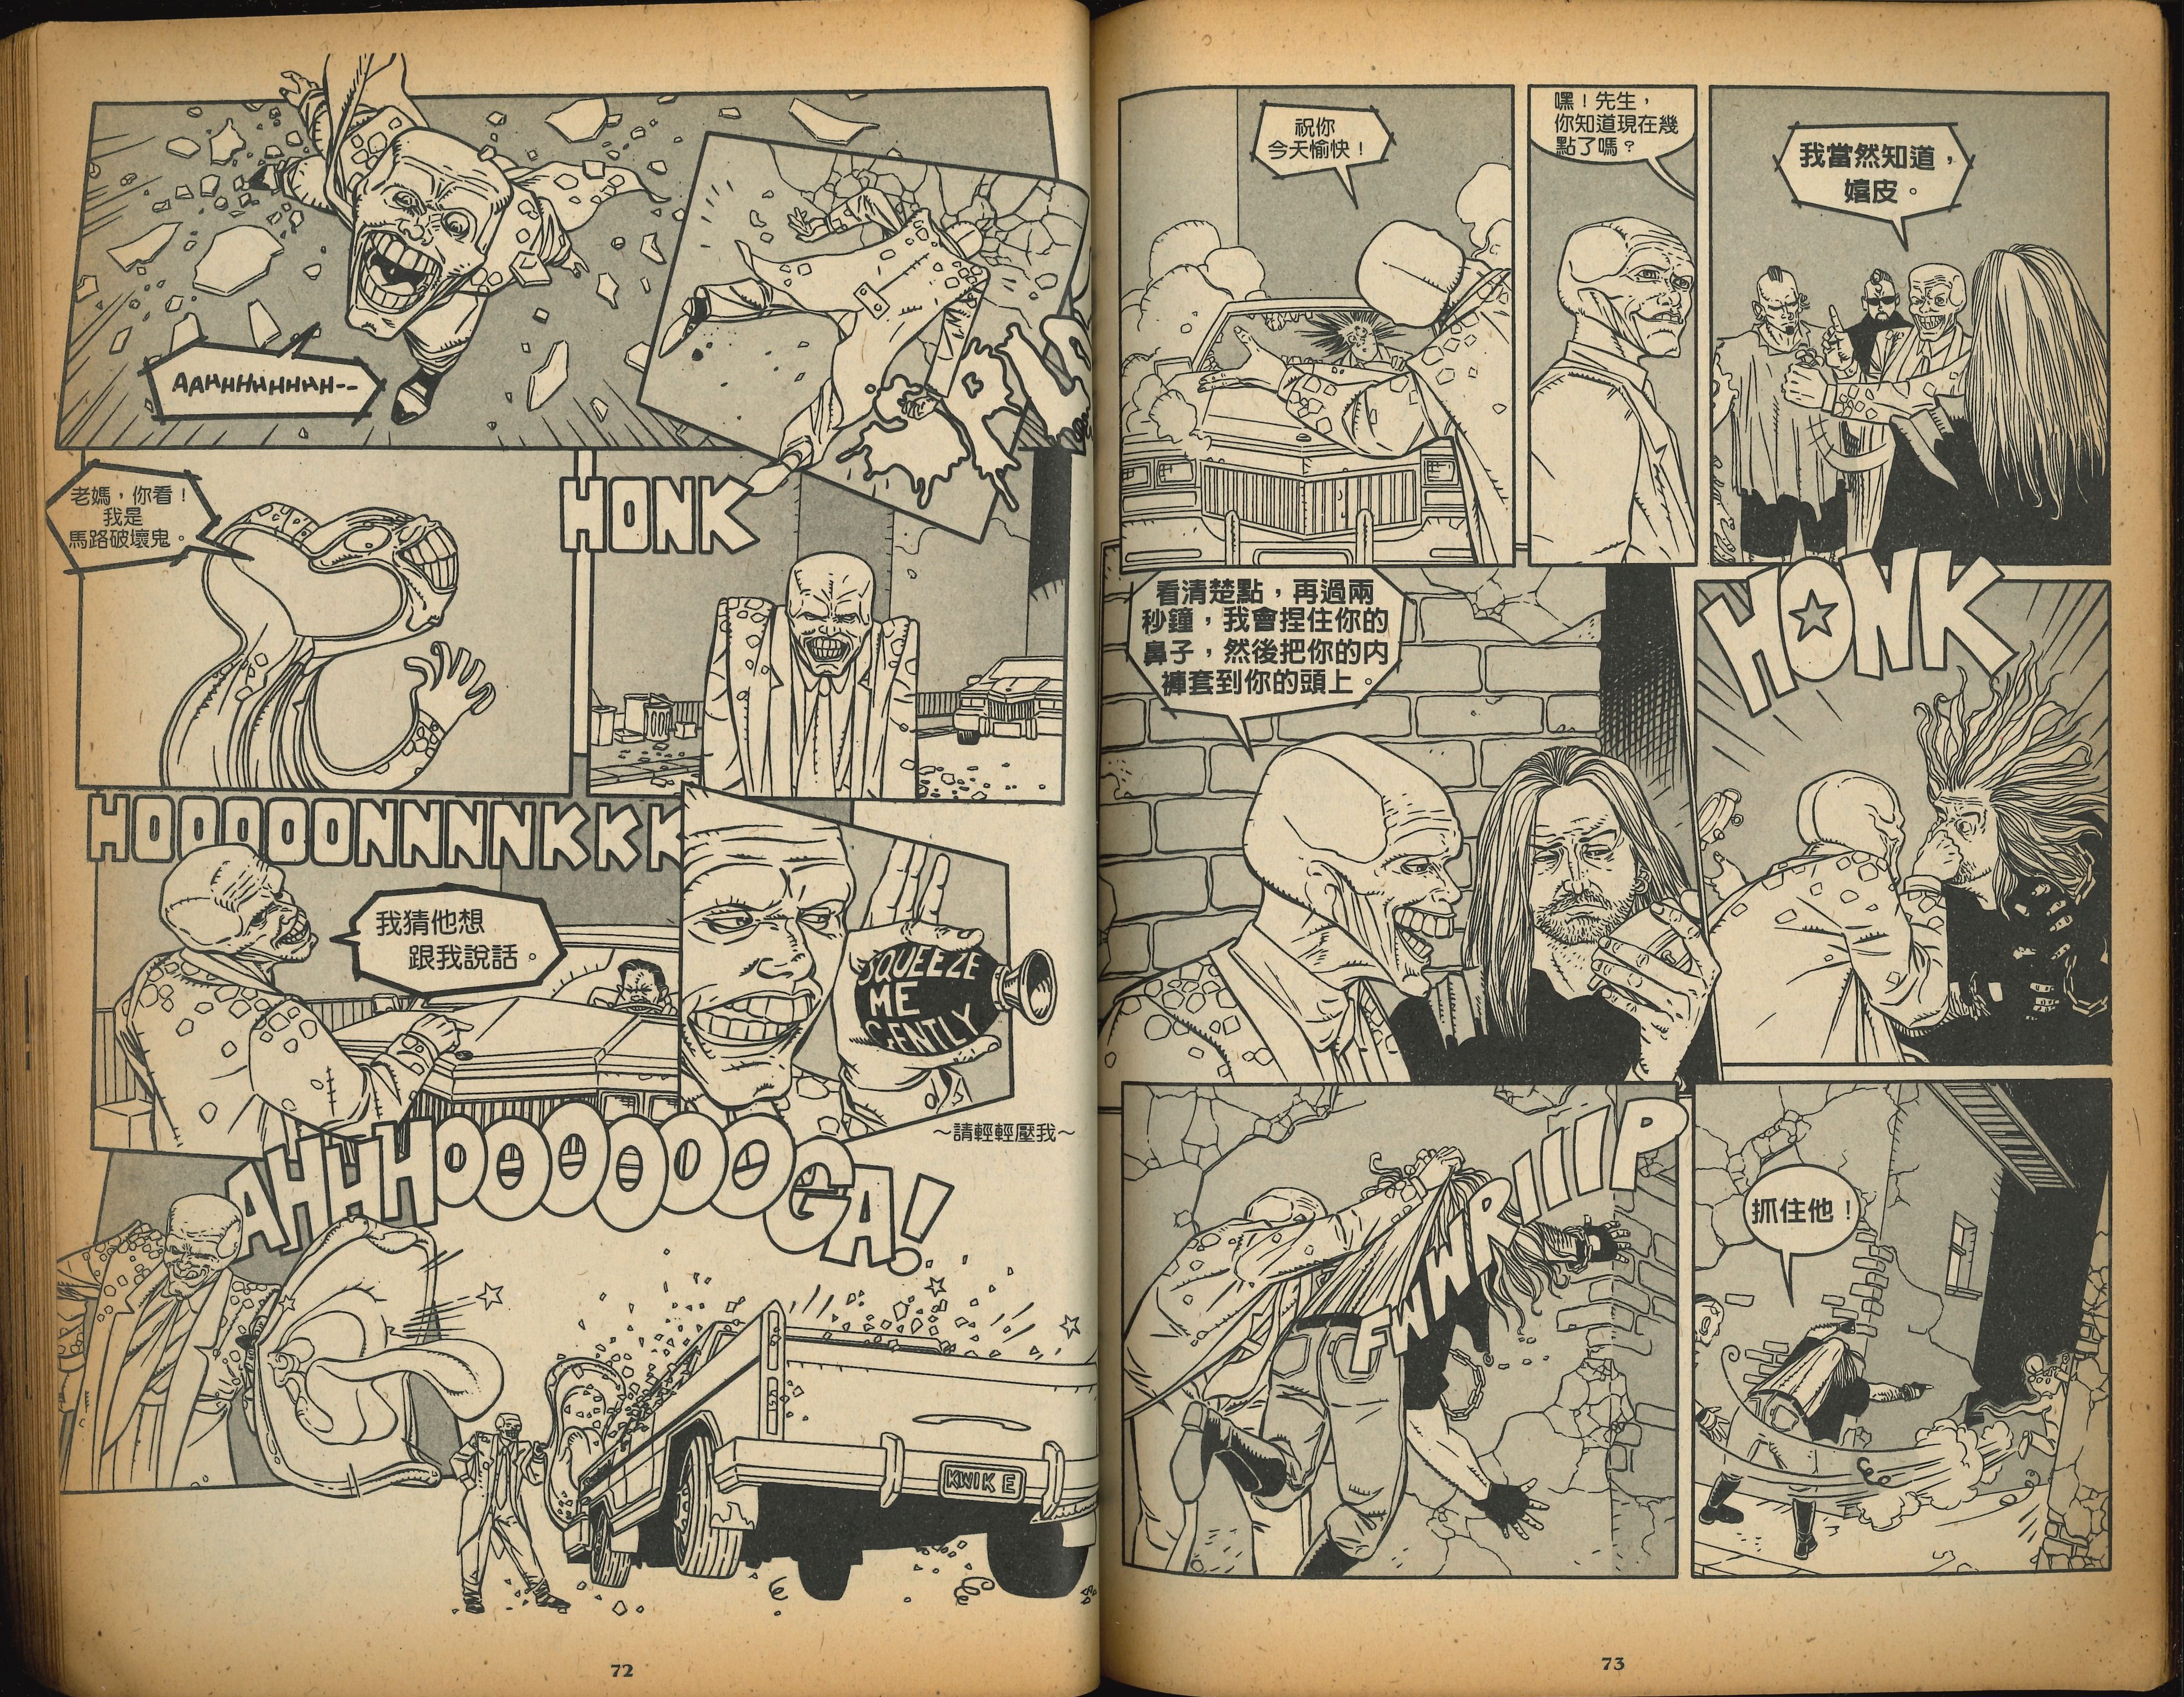 AAHHHHHHHH--
老媽，你看！
我是
馬路破壞鬼。
HONK
HOOOOONNNNKKK
我猜他想
跟我說話。
SQUEEZE
ME
GENTLY
～請輕輕壓我～
AHHHOOOOOOGA!
KWIK E
72
祝你
今天愉快！
嘿！先生，
你知道現在幾
點了嗎？
我當然知道，
嬉皮。
看清楚點，再過兩
秒鐘，我會捏住你的
鼻子，然後把你的內
褲套到你的頭上。
HONK
FWWRIIIP
抓住他！
73